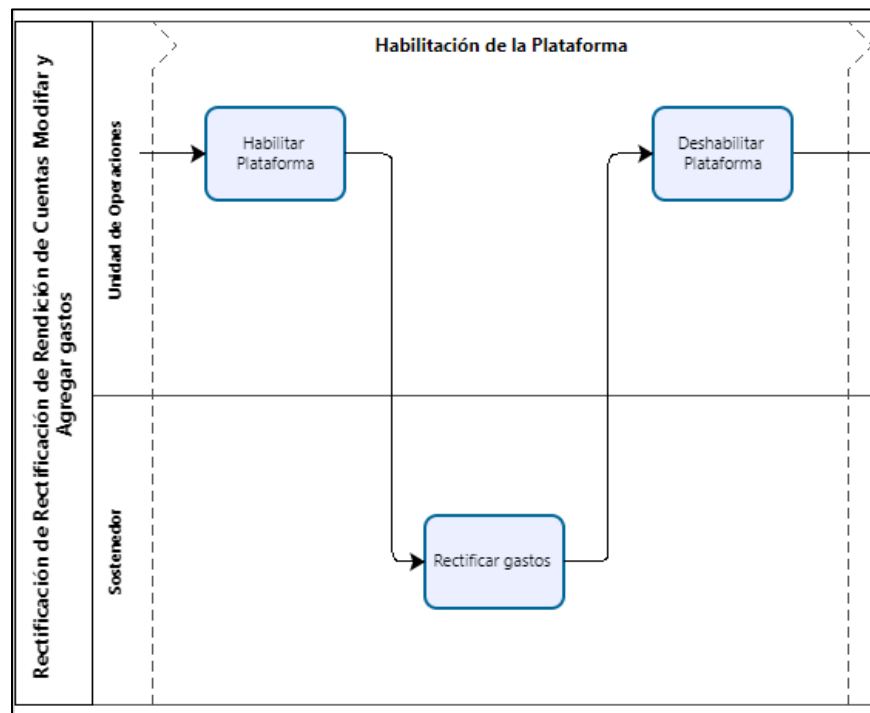 Rectificación de Rectificación de Rendición de Cuentas Modifar y
Agregar gastos
Habilitación de la Plataforma
Unidad de Operaciones
Habilitar
Plataforma
Deshabilitar
Plataforma
Sostenedor
Rectificar gastos